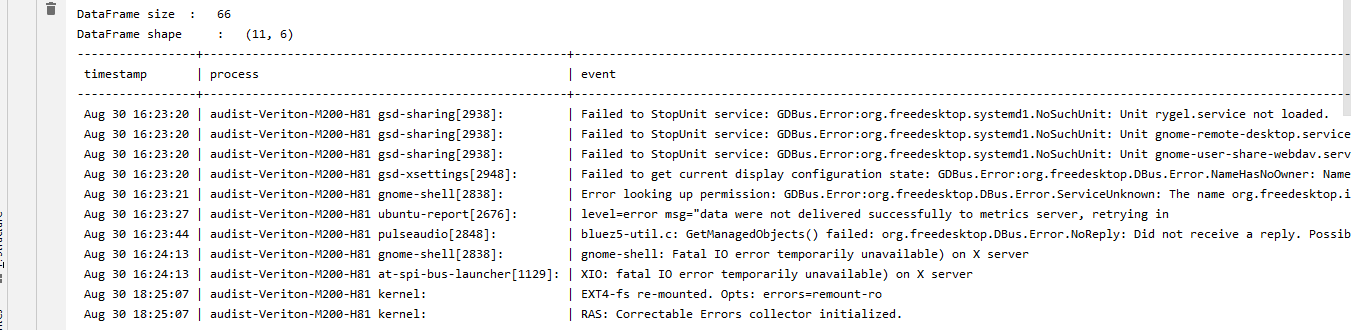 DataFrame size  :   66
DataFrame shape     :   (11, 6)
-----------------+------------------------------------------------+---------------------------------------------------
timestamp       | process                                        | event
-----------------+------------------------------------------------+---------------------------------------------------
Aug 30 16:23:20 | audist-Veriton-M200-H81 gsd-sharing[2938]:         | Failed to StopUnit service: GDBus.Error:org.freedesktop.systemd1.NoSuchUnit: Unit rygel.service not loaded.
Aug 30 16:23:20 | audist-Veriton-M200-H81 gsd-sharing[2938]:         | Failed to StopUnit service: GDBus.Error:org.freedesktop.systemd1.NoSuchUnit: Unit gnome-remote-desktop.service
Aug 30 16:23:20 | audist-Veriton-M200-H81 gsd-sharing[2938]:         | Failed to StopUnit service: GDBus.Error:org.freedesktop.systemd1.NoSuchUnit: Unit gnome-user-share-webdav.serv
Aug 30 16:23:20 | audist-Veriton-M200-H81 gsd-xsettings[2948]:       | Failed to get current display configuration state: GDBus.Error:org.freedesktop.DBus.Error.NameHasNoOwner: Name
Aug 30 16:23:21 | audist-Veriton-M200-H81 gnome-shell[2838]:         | Error looking up permission: GDBus.Error:org.freedesktop.DBus.Error.ServiceUnknown: The name org.freedesktop.i
Aug 30 16:23:27 | audist-Veriton-M200-H81 ubuntu-report[2676]:       | level=error msg="data were not delivered successfully to metrics server, retrying in
Aug 30 16:23:44 | audist-Veriton-M200-H81 pulseaudio[2848]:          | bluez5-util.c: GetManagedObjects() failed: org.freedesktop.DBus.Error.NoReply: Did not receive a reply. Possib
Aug 30 16:24:13 | audist-Veriton-M200-H81 gnome-shell[2838]:         | gnome-shell: Fatal IO error temporarily unavailable) on X server
Aug 30 16:24:13 | audist-Veriton-M200-H81 at-spi-bus-launcher[1129]: | XIO: fatal IO error temporarily unavailable) on X server
Aug 30 18:25:07 | audist-Veriton-M200-H81 kernel:                    | EXT4-fs re-mounted. Opts: errors=remount-ro
Aug 30 18:25:07 | audist-Veriton-M200-H81 kernel:                    | RAS: Correctable Errors collector initialized.